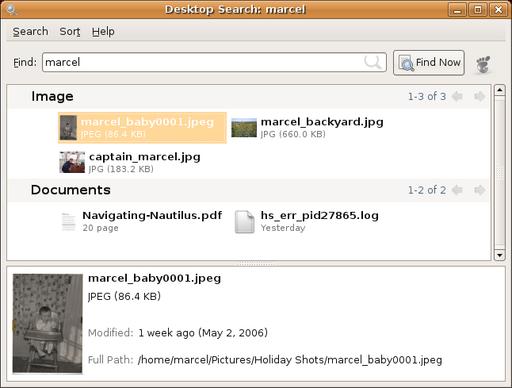 Desktop Search: marcel
Search Sort Help
Find: marcel Find Now
Image 1-3 of 3
marcel_baby0001.jpeg
JPEG (86.4 KB)
marcel_backyard.jpg
JPG (660.0 KB)
captain_marcel.jpg
JPG (183.2 KB)
Documents 1-2 of 2
Navigating-Nautilus.pdf
20 page
hs_err_pid27865.log
Yesterday
marcel_baby0001.jpeg
JPEG (86.4 KB)
Modified: 1 week ago (May 2, 2006)
Full Path: /home/marcel/Pictures/Holiday Shots/marcel_baby0001.jpeg